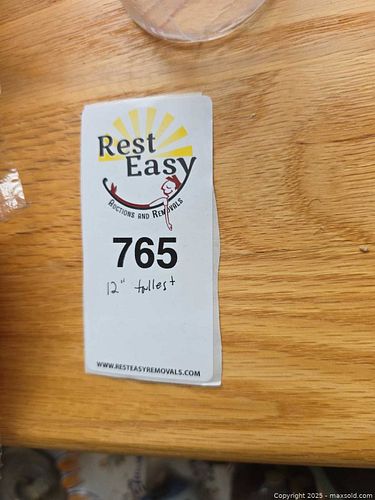 Rest
Easy
AUCTIONS AND REMOVALS
765
12" tallest
WWW.RESTEASYREMOVALS.COM
Copyright 2025 - maxsold.com